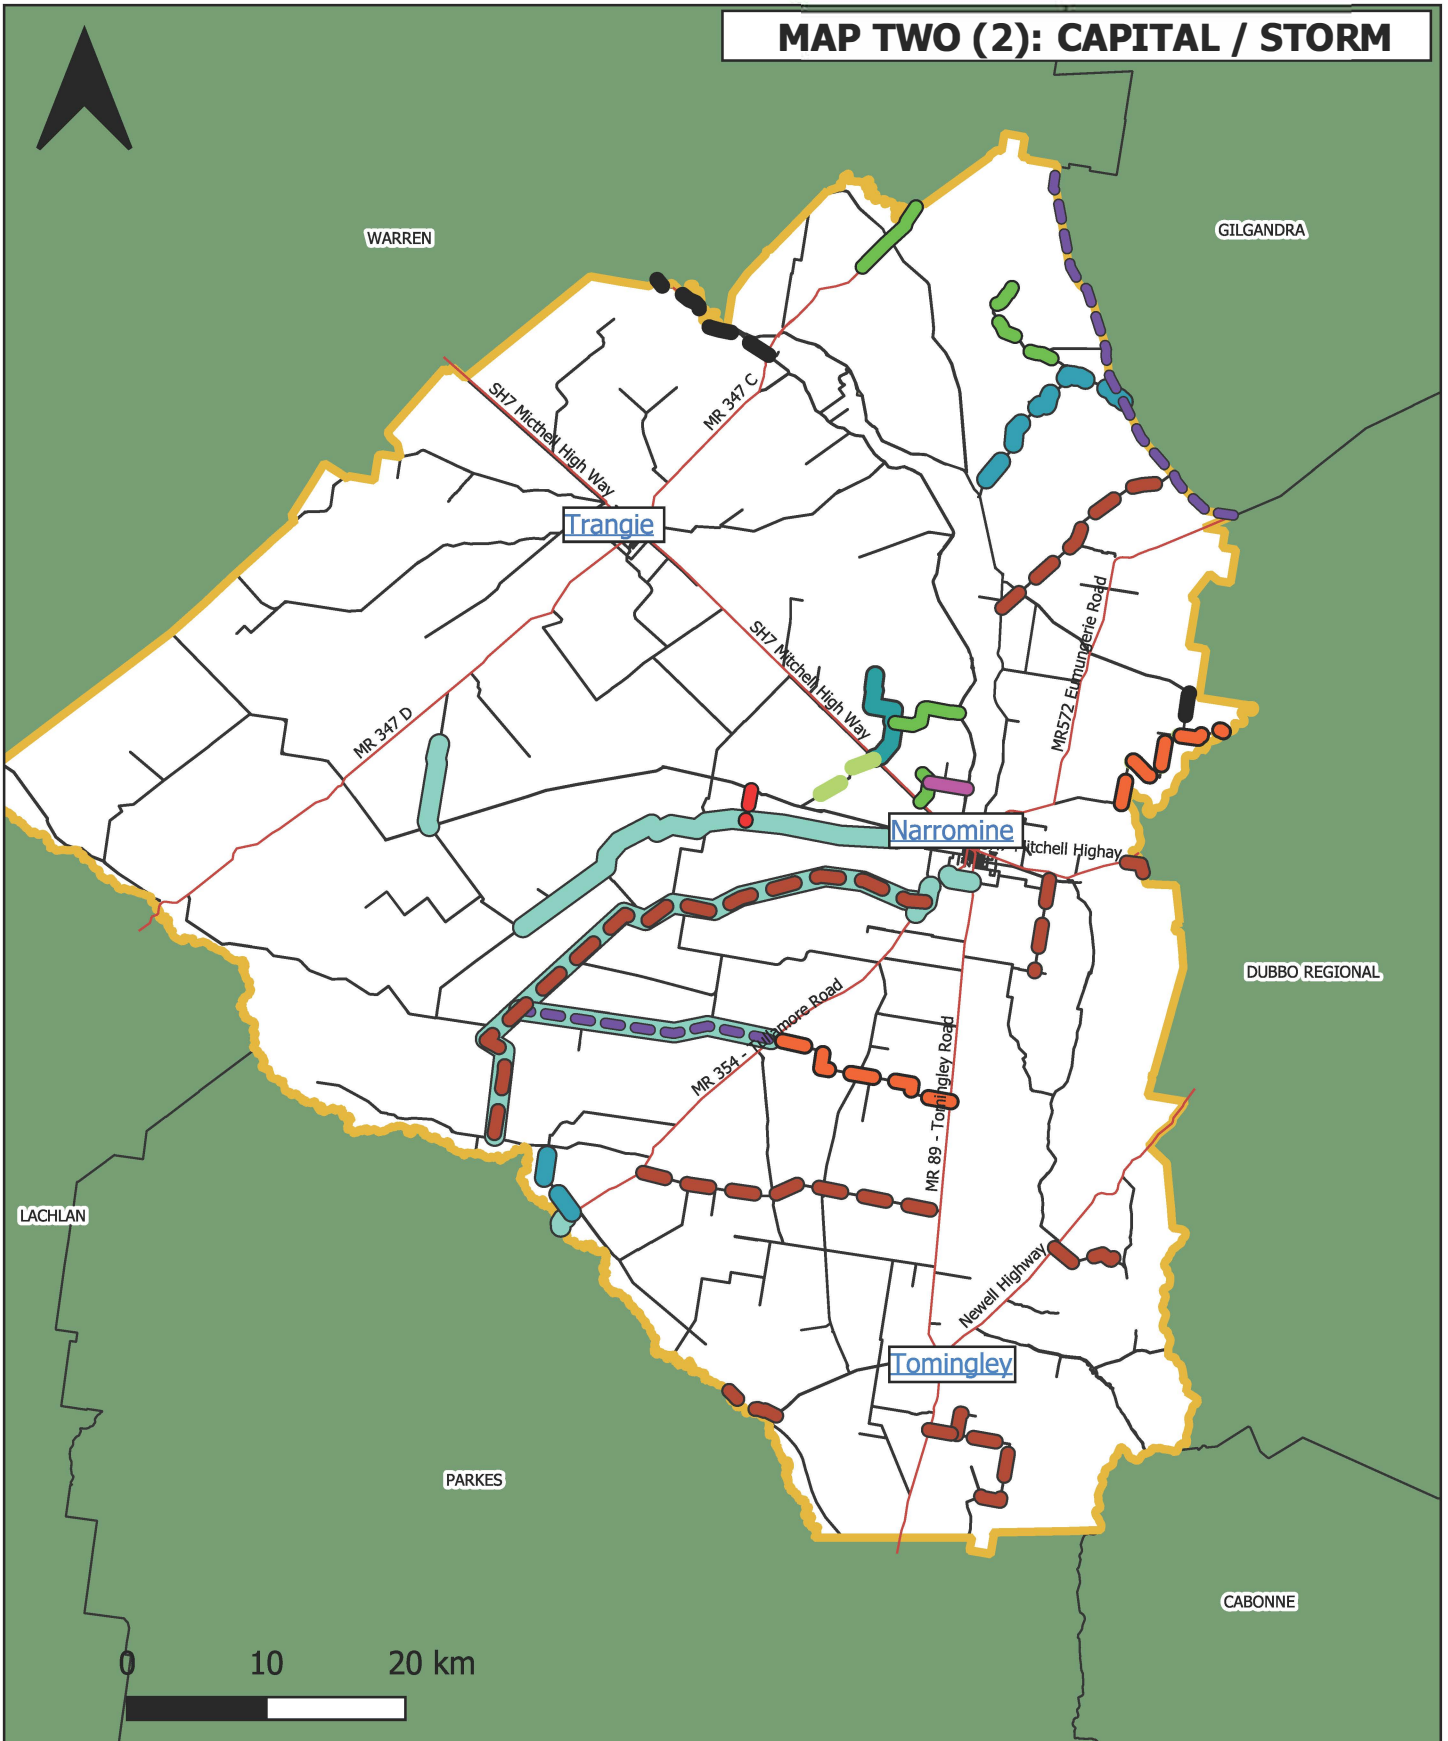 MAP TWO (2): CAPITAL / STORM
WARREN
GILGANDRA
SH7 Micthell High Way
MR 347 C
Trangie
MR572 Eumungerie Road
SH7 Mitchell High Way
MR 347 D
Narromine
Mitchell Highay
DUBBO REGIONAL
MR 354 - Tullamore Road
MR 89 - Tomingley Road
LACHLAN
Newell Highway
Tomingley
PARKES
CABONNE
0 10 20 km